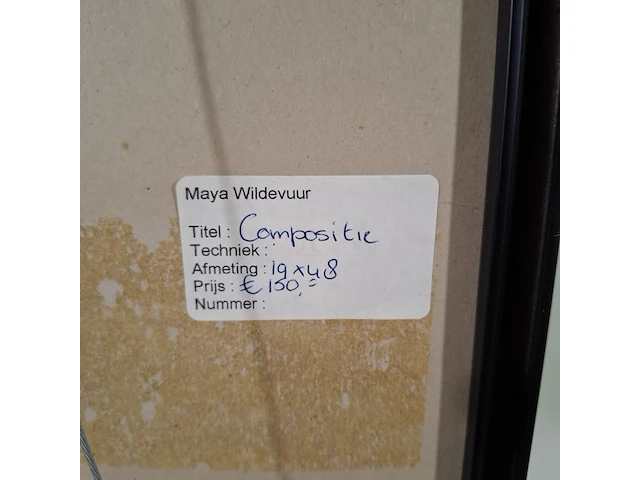 Maya Wildevuur
Titel : Compositie
Techniek :
Afmeting : 19 x 48
Prijs : € 150,=
Nummer :